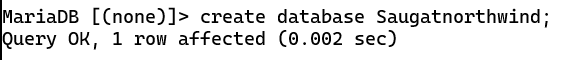 MariaDB [(none)]> create database Saugatnorthwind;
Query OK, 1 row affected (0.002 sec)